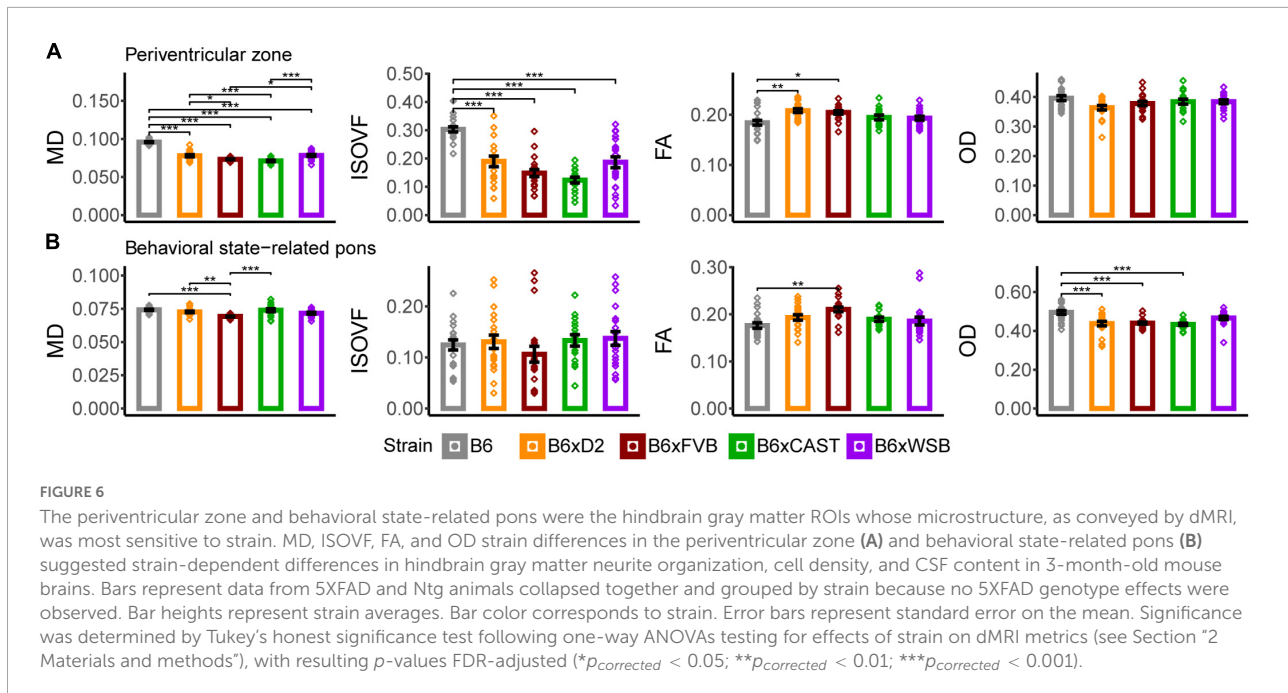 A Periventricular zone
MD
0.150
0.100
0.050
0.000
***
*
***
*
***
***
***
***
ISOVF
0.50
0.40
0.30
0.20
0.10
0.00
***
***
***
***
FA
0.20
0.10
0.00
*
**
OD
0.40
0.20
0.00
B Behavioral state-related pons
MD
0.100
0.075
0.050
0.025
0.000
***
**
***
ISOVF
0.20
0.10
0.00
FA
0.30
0.20
0.10
0.00
**
OD
0.60
0.40
0.20
0.00
***
***
***
Strain B6 B6xD2 B6xFVB B6xCAST B6xWSB
FIGURE 6
The periventricular zone and behavioral state-related pons were the hindbrain gray matter ROIs whose microstructure, as conveyed by dMRI,
was most sensitive to strain. MD, ISOVF, FA, and OD strain differences in the periventricular zone (A) and behavioral state-related pons (B)
suggested strain-dependent differences in hindbrain gray matter neurite organization, cell density, and CSF content in 3-month-old mouse
brains. Bars represent data from 5XFAD and Ntg animals collapsed together and grouped by strain because no 5XFAD genotype effects were
observed. Bar heights represent strain averages. Bar color corresponds to strain. Error bars represent standard error on the mean. Significance
was determined by Tukey's honest significance test following one-way ANOVAs testing for effects of strain on dMRI metrics (see Section "2
Materials and methods"), with resulting p-values FDR-adjusted (*pcorrected < 0.05; **pcorrected < 0.01; ***pcorrected < 0.001).